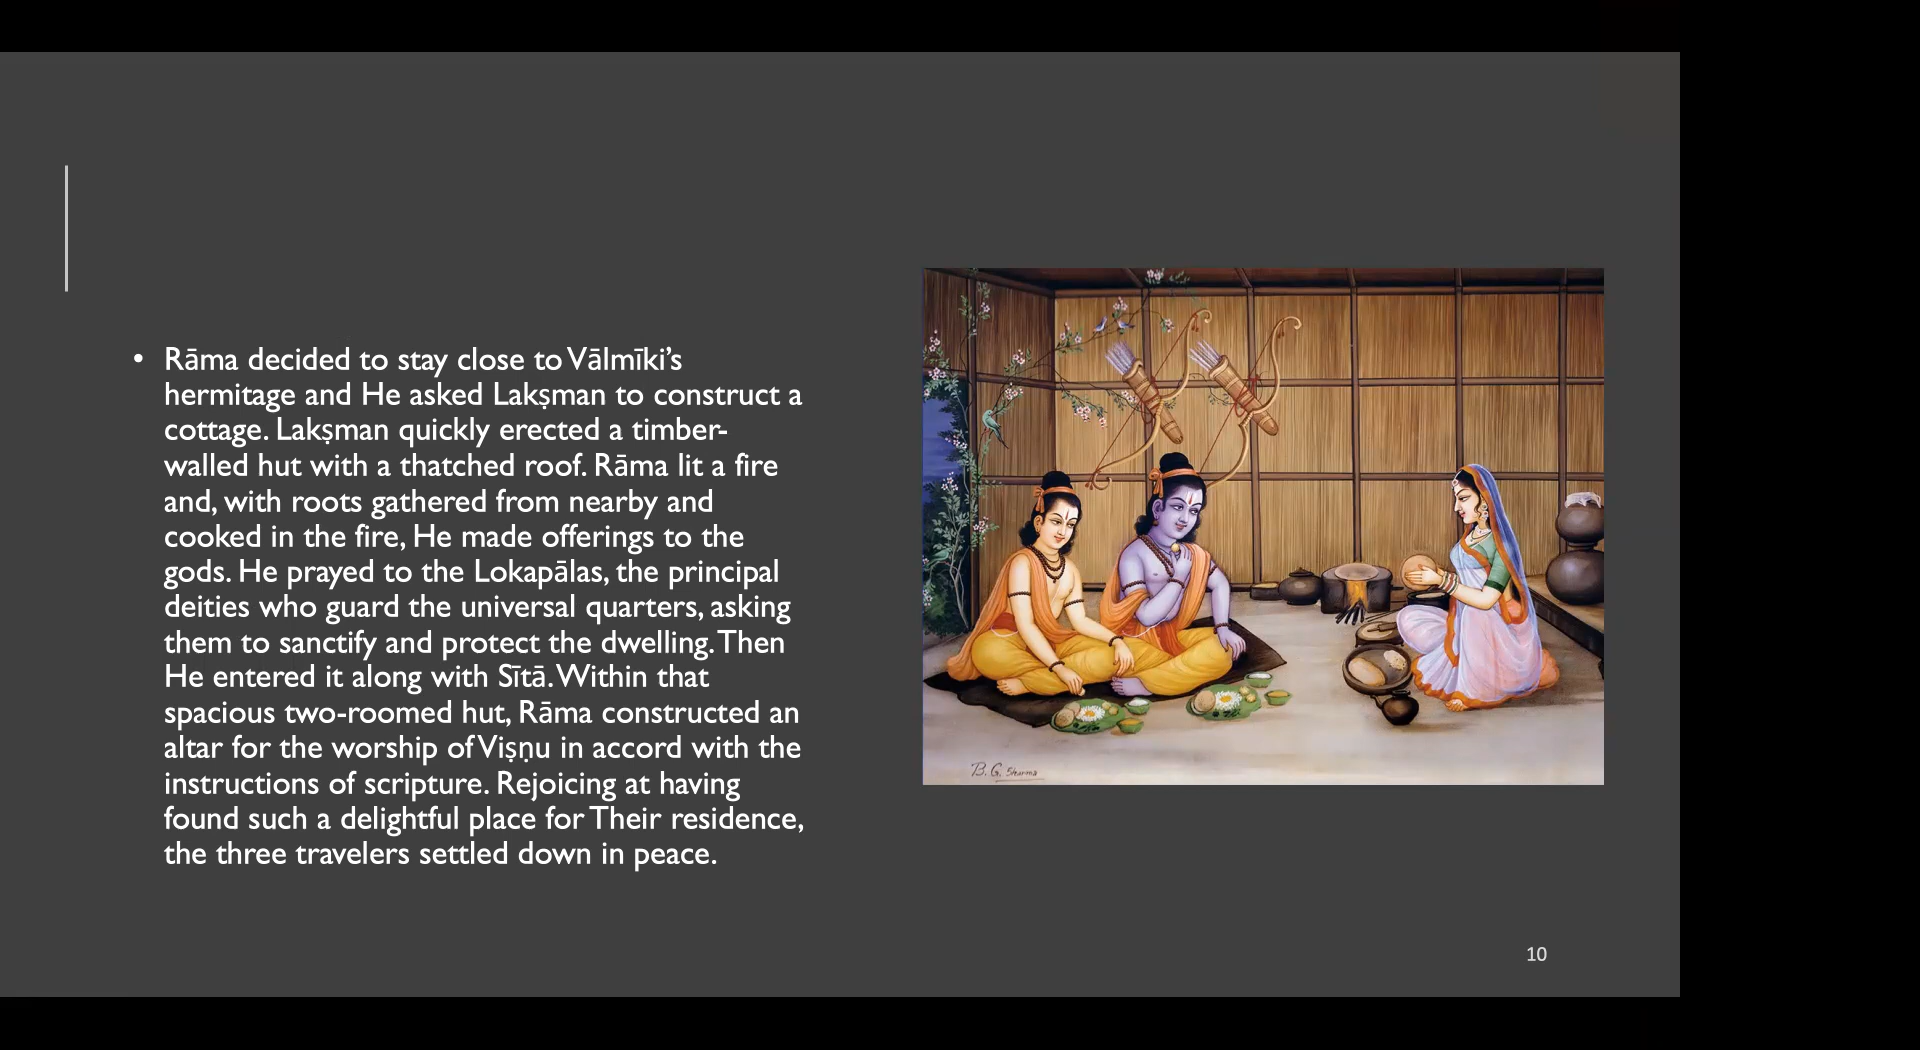 • Rāma decided to stay close to Vālmīki’s
hermitage and He asked Lakṣman to construct a
cottage. Lakṣman quickly erected a timber-
walled hut with a thatched roof. Rāma lit a fire
and, with roots gathered from nearby and
cooked in the fire, He made offerings to the
gods. He prayed to the Lokapālas, the principal
deities who guard the universal quarters, asking
them to sanctify and protect the dwelling. Then
He entered it along with Sītā. Within that
spacious two-roomed hut, Rāma constructed an
altar for the worship of Viṣṇu in accord with the
instructions of scripture. Rejoicing at having
found such a delightful place for Their residence,
the three travelers settled down in peace.
B. G. Sharma
10